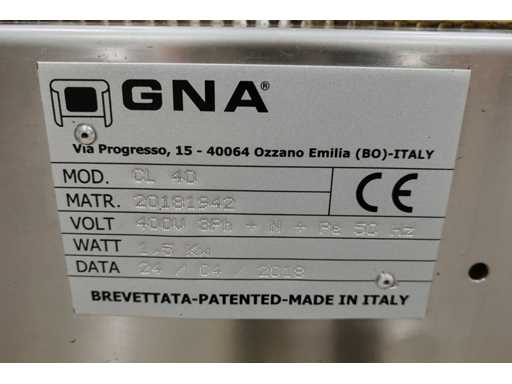 GNA®
Via Progresso, 15 - 40064 Ozzano Emilia (BO)-ITALY
MOD. CL 40
MATR. 20181942
VOLT 400V 3Ph + N + Pe 50 Hz
WATT 1,5 Kw
DATA 24 / 04 / 2018
CE
BREVETTATA-PATENTED-MADE IN ITALY